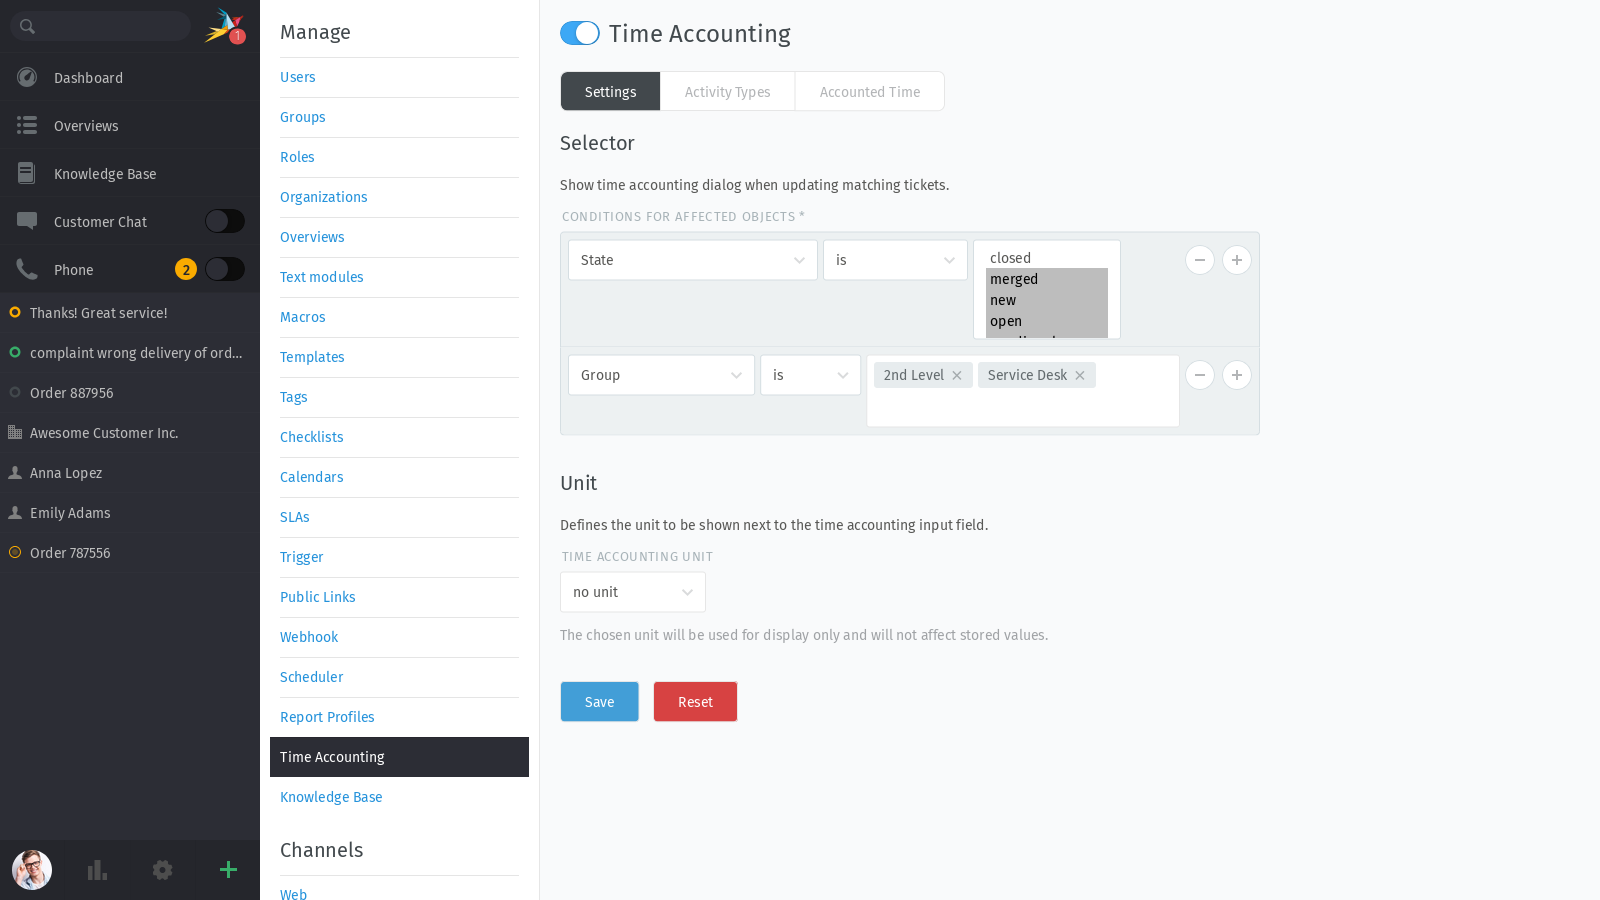 1
Dashboard
Overviews
Knowledge Base
Customer Chat
Phone
2
Thanks! Great service!
complaint wrong delivery of ord...
Order 887956
Awesome Customer Inc.
Anna Lopez
Emily Adams
Order 787556
Manage
Users
Groups
Roles
Organizations
Overviews
Text modules
Macros
Templates
Tags
Checklists
Calendars
SLAs
Trigger
Public Links
Webhook
Scheduler
Report Profiles
Time Accounting
Knowledge Base
Channels
Web
Time Accounting
Settings
Activity Types
Accounted Time
Selector
Show time accounting dialog when updating matching tickets.
CONDITIONS FOR AFFECTED OBJECTS *
State
is
closed
merged
new
open
Group
is
2nd Level
Service Desk
Unit
Defines the unit to be shown next to the time accounting input field.
TIME ACCOUNTING UNIT
no unit
The chosen unit will be used for display only and will not affect stored values.
Save
Reset